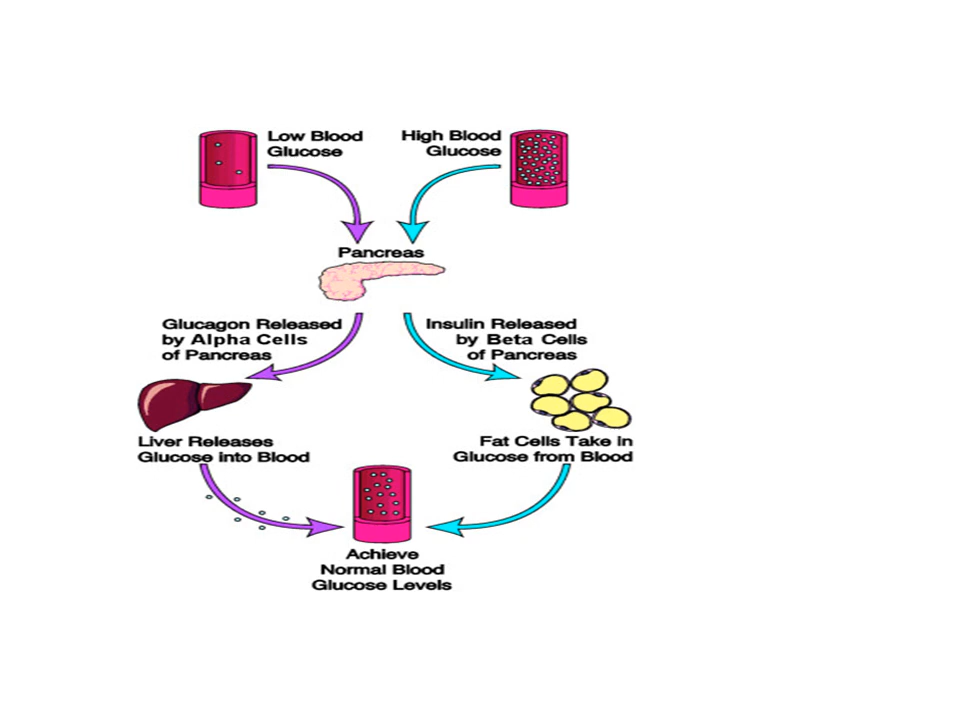 Low Blood
Glucose
High Blood
Glucose
Pancreas
Glucagon Released
by Alpha Cells
of Pancreas
Insulin Released
by Beta Cells
of Pancreas
Liver Releases
Glucose into Blood
Fat Cells Take in
Glucose from Blood
Achieve
Normal Blood
Glucose Levels